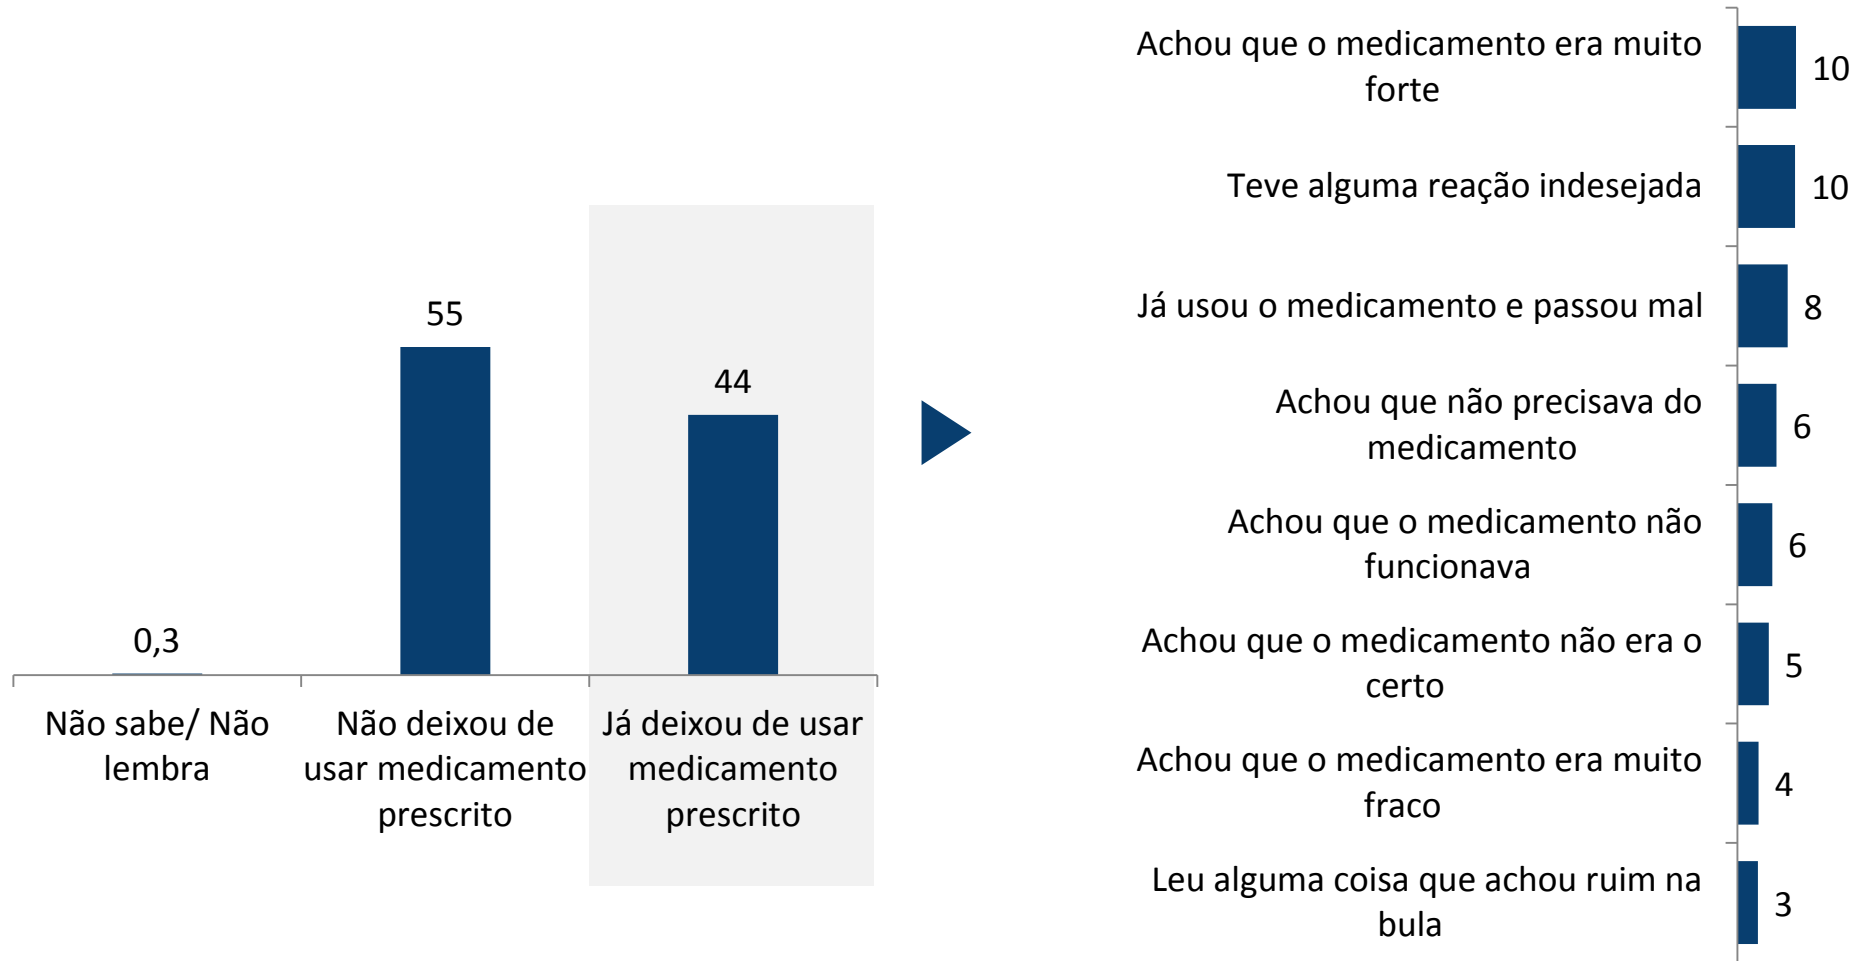 55
44
0,3
Não sabe/ Não
lembra
Não deixou de
usar medicamento
prescrito
Já deixou de usar
medicamento
prescrito
Achou que o medicamento era muito
forte
10
Teve alguma reação indesejada
10
Já usou o medicamento e passou mal
8
Achou que não precisava do
medicamento
6
Achou que o medicamento não
funcionava
6
Achou que o medicamento não era o
certo
5
Achou que o medicamento era muito
fraco
4
Leu alguma coisa que achou ruim na
bula
3